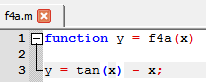 f4a.m
1 function y = f4a(x)
2
3 y = tan(x) - x;